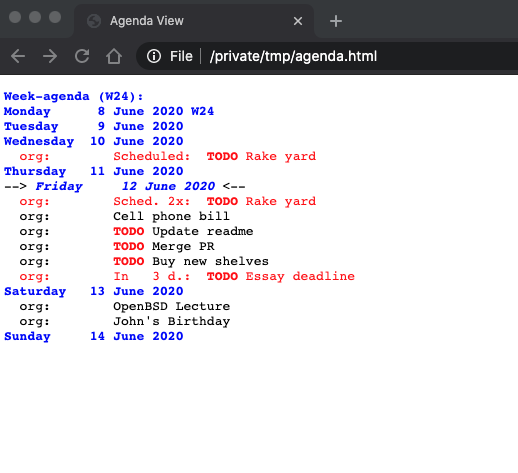 Agenda View
File | /private/tmp/agenda.html
Week-agenda (W24):
Monday      8 June 2020 W24
Tuesday     9 June 2020
Wednesday  10 June 2020
  org:        Scheduled:  TODO Rake yard
Thursday   11 June 2020
--> Friday     12 June 2020 <--
  org:        Sched. 2x:  TODO Rake yard
  org:        Cell phone bill
  org:        TODO Update readme
  org:        TODO Merge PR
  org:        TODO Buy new shelves
  org:        In   3 d.:  TODO Essay deadline
Saturday   13 June 2020
  org:        OpenBSD Lecture
  org:        John's Birthday
Sunday     14 June 2020